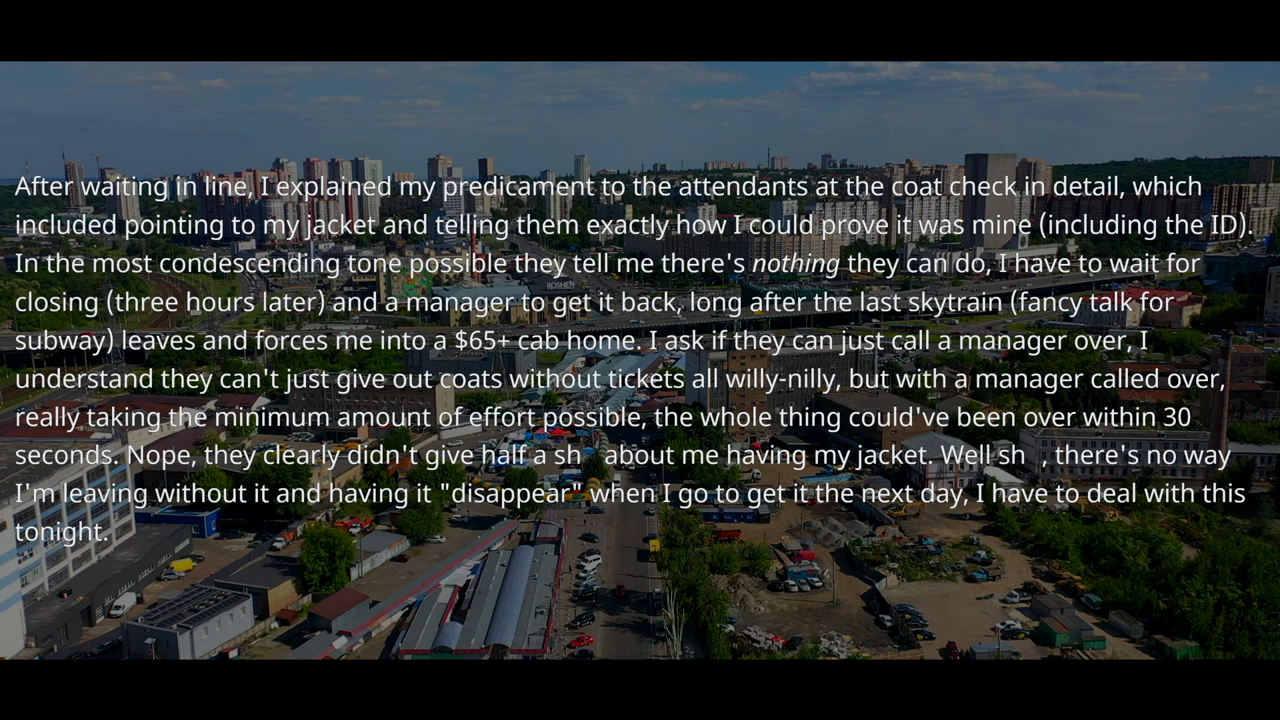 After waiting in line, I explained my predicament to the attendants at the coat check in detail, which
included pointing to my jacket and telling them exactly how I could prove it was mine (including the ID).
In the most condescending tone possible they tell me there's nothing they can do, I have to wait for
closing (three hours later) and a manager to get it back, long after the last skytrain (fancy talk for
subway) leaves and forces me into a $65+ cab home. I ask if they can just call a manager over, I
understand they can't just give out coats without tickets all willy-nilly, but with a manager called over,
really taking the minimum amount of effort possible, the whole thing could've been over within 30
seconds. Nope, they clearly didn't give half a sh about me having my jacket. Well sh , there's no way
I'm leaving without it and having it "disappear" when I go to get it the next day, I have to deal with this
tonight.
ROSHEN